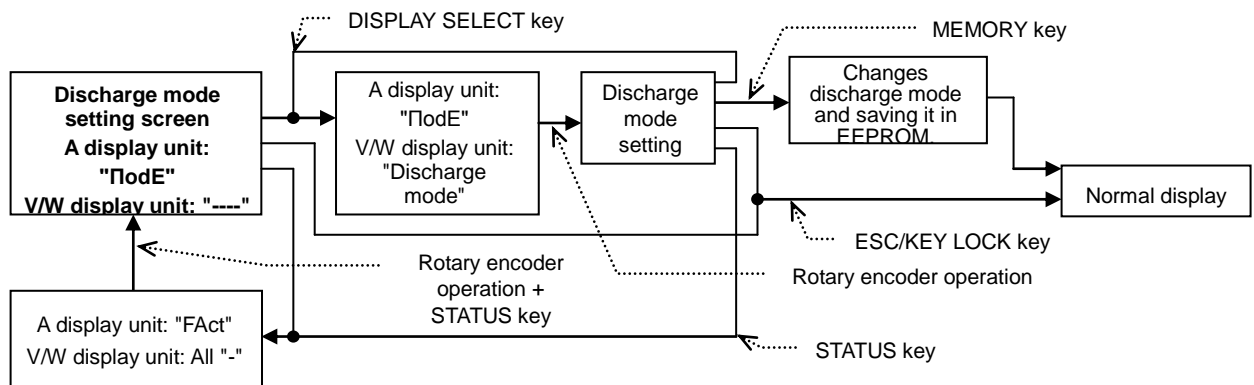 DISPLAY SELECT key
MEMORY key
Discharge mode
setting screen
A display unit:
"ПodE"
V/W display unit: "----"
A display unit:
"ПodE"
V/W display unit:
"Discharge
mode"
Discharge
mode
setting
Changes
discharge mode
and saving it in
EEPROM.
Normal display
ESC/KEY LOCK key
Rotary encoder operation
Rotary encoder
operation +
STATUS key
A display unit: "FAct"
V/W display unit: All "-"
STATUS key